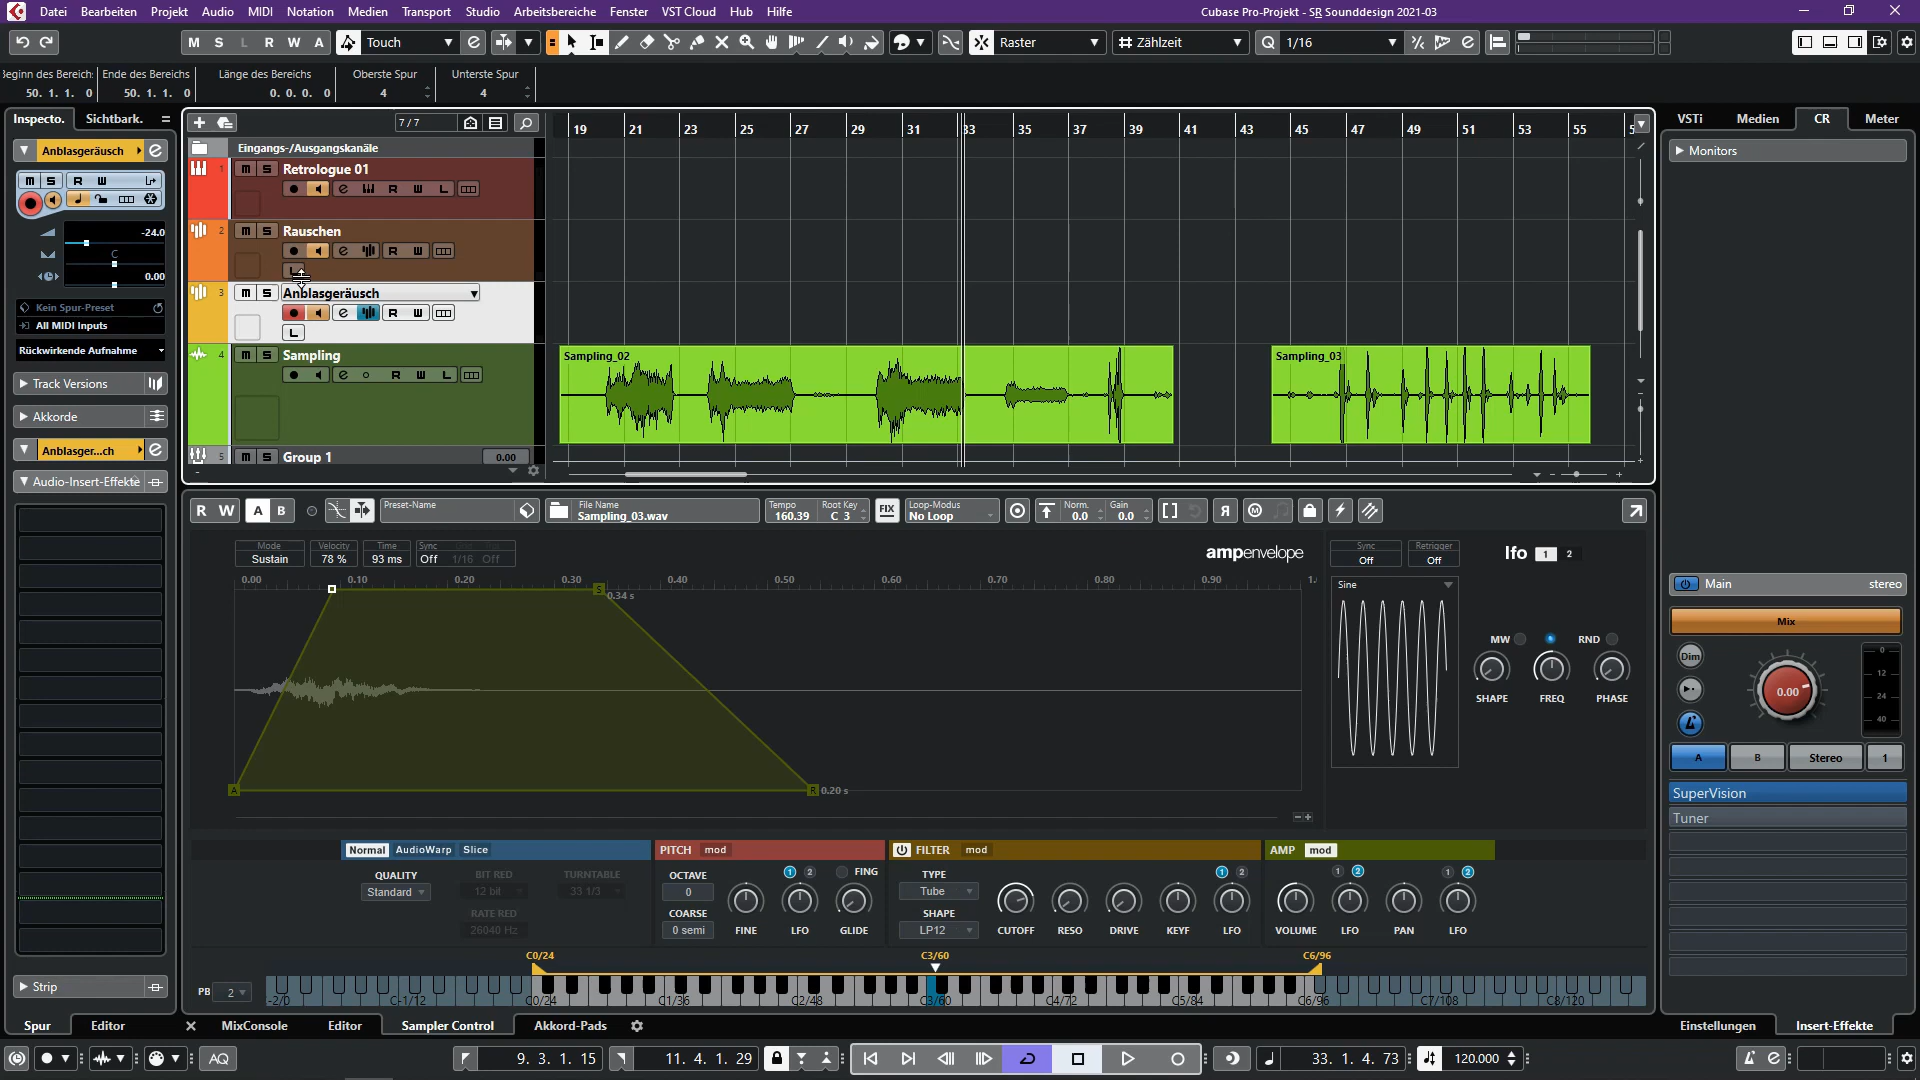 Datei Bearbeiten Projekt Audio MIDI Notation Medien Transport Studio Arbeitsbereiche Fenster VST Cloud Hub Hilfe
Cubase Pro-Projekt - SR Sounddesign 2021-03
M S L R W A Touch Raster Zählzeit Q 1/16
Ende des Bereichs Länge des Bereichs Oberste Spur Unterste Spur
50. 1. 1. 0 50. 1. 1. 0 0. 0. 0. 0 4 4
Inspecto. Sichtbark.
7 / 7
19 21 23 25 27 29 31 33 35 37 39 41 43 45 47 49 51 53 55
VSTi Medien CR Meter
Eingangs-/Ausgangskanäle
Monitors
Anblasgeräusch
-24.0
C
0.00
Kein Spur-Preset
All MIDI Inputs
Rückwirkende Aufnahme
Track Versions
Akkorde
Anblasger...ch
Audio-Insert-Effekte
Strip
Spur Editor
1 M S Retrologue 01
R W L
2 M S Rauschen
R W
L
3 M S Anblasgeräusch
R W
L
4 M S Sampling
R W L
5 M S Group 1 0.00
Sampling_02
Sampling_03
R W A B Preset-Name
File Name
Sampling_03.wav
Tempo
160.39
Root Key
C 3
FIX
Loop-Modus
No Loop
Norm.
0.0
Gain
0.0
Mode
Sustain
Velocity
78 %
Time
93 ms
Sync
Off 1/16 Off
ampenvelope
0.00 0.10 0.20 0.30 0.40 0.50 0.60 0.70 0.80 0.90 1.
S 0.34 s
A R 0.20 s
Sync
Off
Retrigger
Off
lfo 1 2
Sine
MW RND
SHAPE FREQ PHASE
Normal AudioWarp Slice
QUALITY
Standard
BIT RED
12 bit
TURNTABLE
33 1/3
RATE RED
26040 Hz
PITCH mod
OCTAVE
0
COARSE
0 semi
1 2 FING
FINE LFO GLIDE
FILTER mod
TYPE
Tube
SHAPE
LP12
1 2
CUTOFF RESO DRIVE KEYF LFO
AMP mod
1 2 1 2
VOLUME LFO PAN LFO
C0/24 C3/60 C6/96
PB 2
-2/0 C-1/12 C0/24 C1/36 C2/48 C3/60 C4/72 C5/84 C6/96 C7/108 C8/120
MixConsole Editor Sampler Control Akkord-Pads
Main stereo
Mix
Dim
0.00
0
12
24
40
A B Stereo 1
SuperVision
Tuner
Einstellungen Insert-Effekte
AQ
9. 3. 1. 15 11. 4. 1. 29 33. 1. 4. 73 120.000